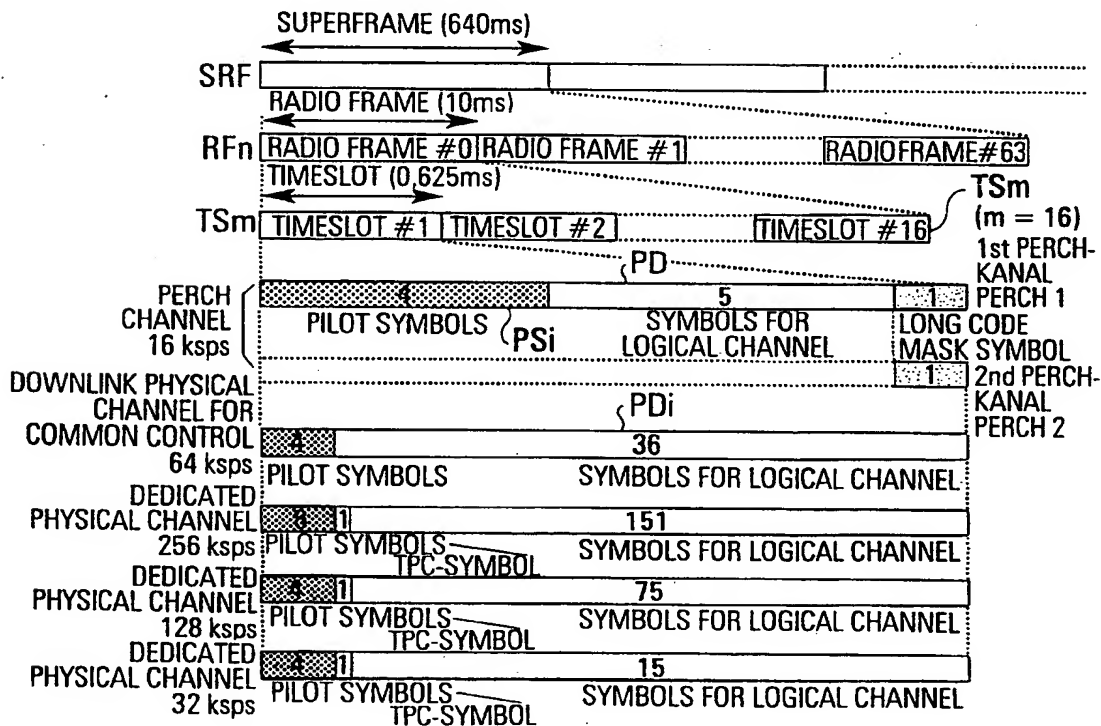 SUPERFRAME (640ms)
SRF
RADIO FRAME (10ms)
RFn
RADIO FRAME #0
RADIO FRAME #1
RADIOFRAME#63
TIMESLOT (0,625ms)
TSm
TIMESLOT #1
TIMESLOT #2
TIMESLOT #16
TSm
(m = 16)
1st PERCH-
KANAL
PERCH 1
PD
PERCH
CHANNEL
16 ksps
4
5
1
PILOT SYMBOLS
PSi
SYMBOLS FOR
LOGICAL CHANNEL
LONG CODE
MASK SYMBOL
1
2nd PERCH-
KANAL
PERCH 2
DOWNLINK PHYSICAL
CHANNEL FOR
COMMON CONTROL
64 ksps
PDi
4
36
PILOT SYMBOLS
SYMBOLS FOR LOGICAL CHANNEL
DEDICATED
PHYSICAL CHANNEL
256 ksps
8
1
151
PILOT SYMBOLS
TPC-SYMBOL
SYMBOLS FOR LOGICAL CHANNEL
DEDICATED
PHYSICAL CHANNEL
128 ksps
4
1
75
PILOT SYMBOLS
TPC-SYMBOL
SYMBOLS FOR LOGICAL CHANNEL
DEDICATED
PHYSICAL CHANNEL
32 ksps
4
1
15
PILOT SYMBOLS
TPC-SYMBOL
SYMBOLS FOR LOGICAL CHANNEL